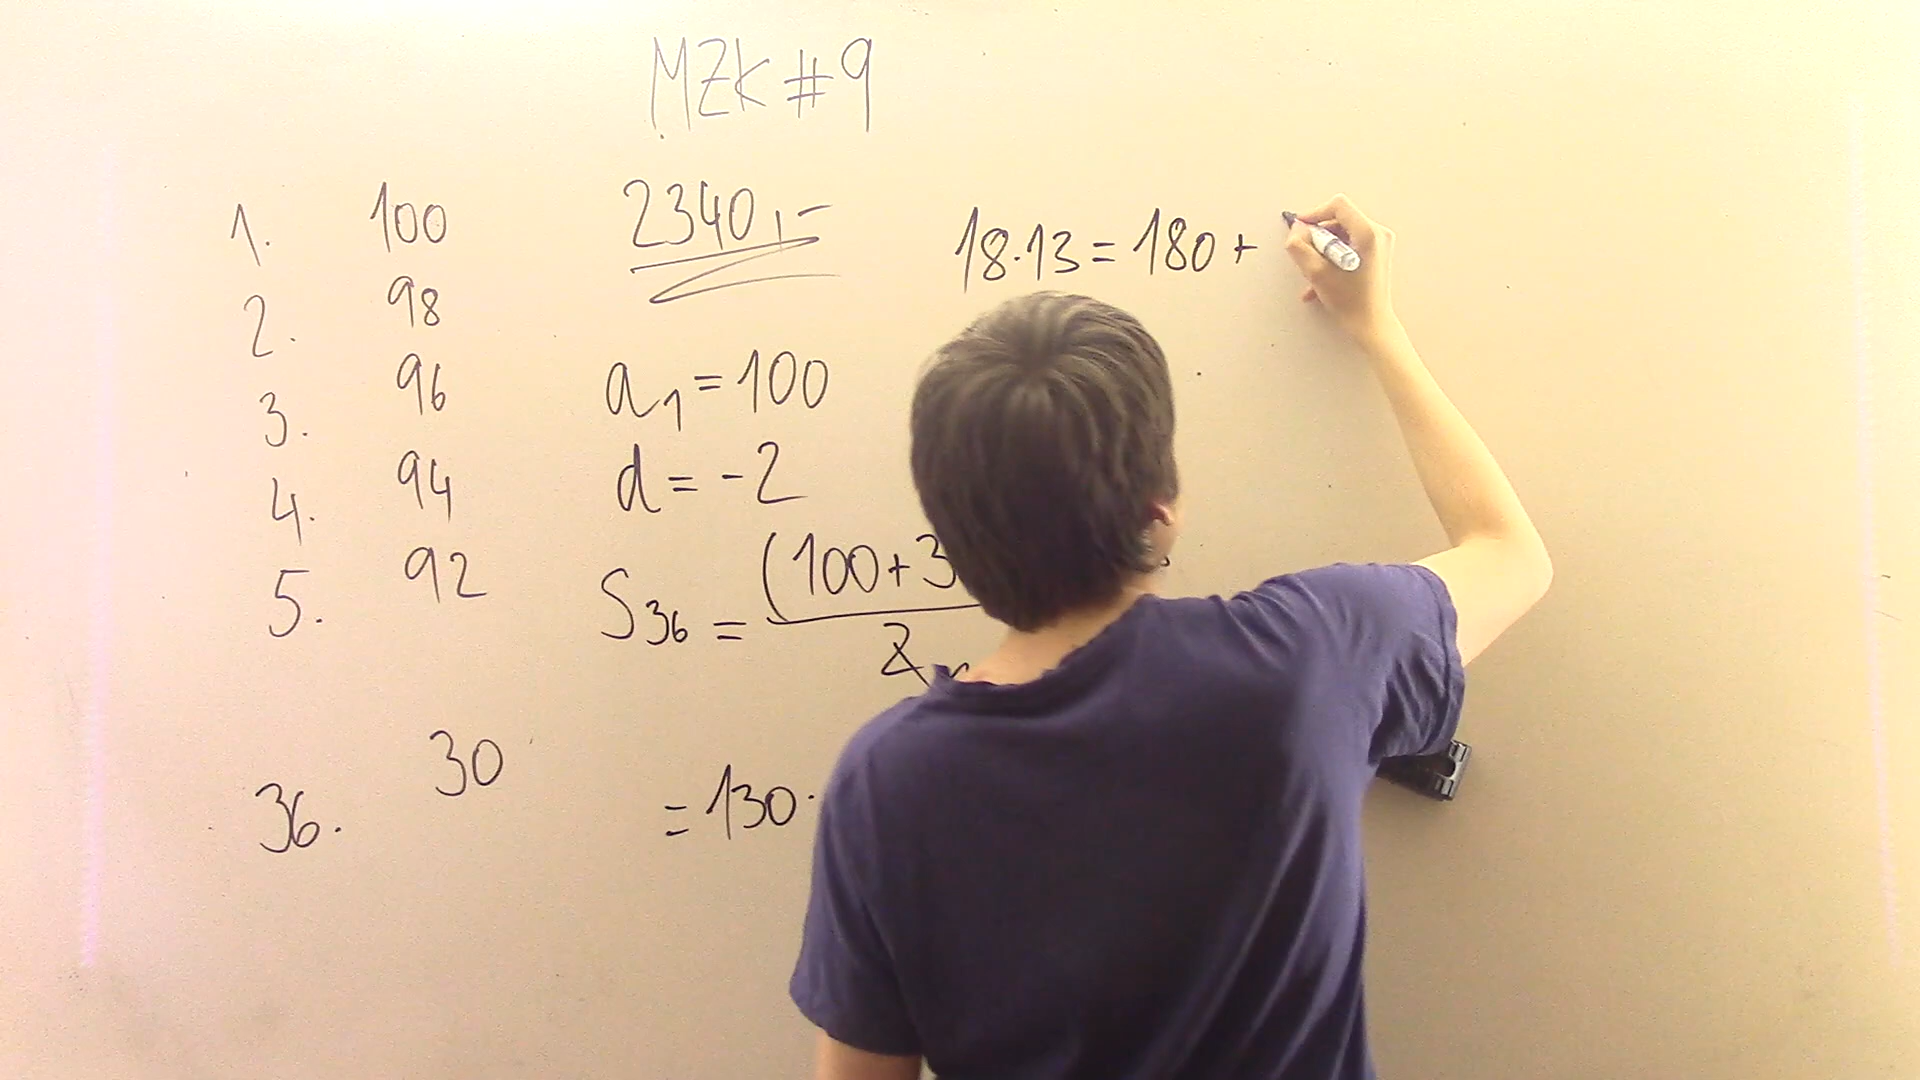 MZK #9
1. 100
2. 98
3. 96
4. 94
5. 92
36. 30
2340,-
a₁ = 100
d = -2
S₃₆ = (100+3
2
= 130·
18·13 = 180 +